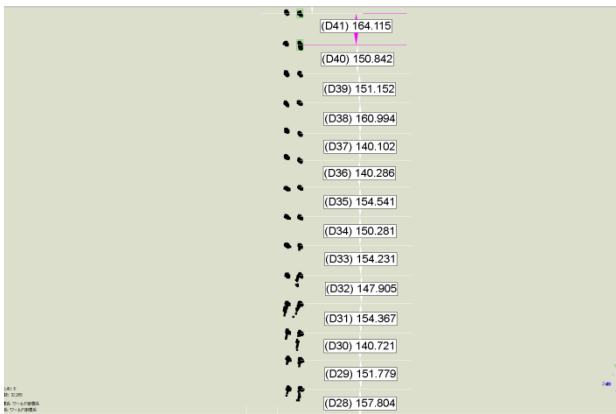 (D41) 164.115
(D40) 150.842
(D39) 151.152
(D38) 160.994
(D37) 140.102
(D36) 140.286
(D35) 154.541
(D34) 150.281
(D33) 154.231
(D32) 147.905
(D31) 154.367
(D30) 140.721
(D29) 151.779
(D28) 157.804